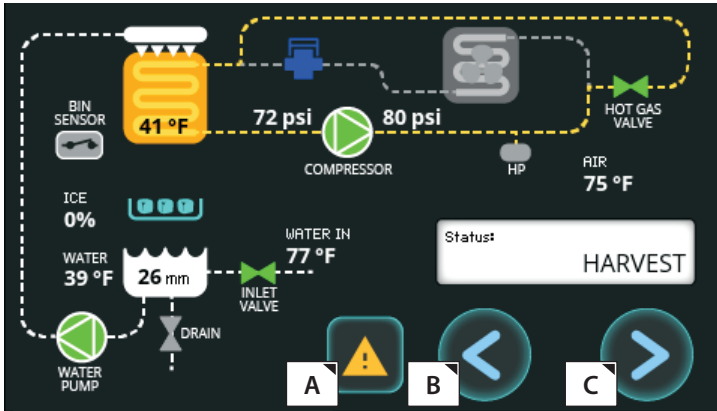 BIN
SENSOR
41 °F
72 psi
80 psi
COMPRESSOR
HP
HOT GAS
VALVE
AIR
75 °F
ICE
0%
WATER
39 °F
26 mm
WATER IN
77 °F
INLET
VALVE
DRAIN
WATER
PUMP
Status:
HARVEST
A
B
C